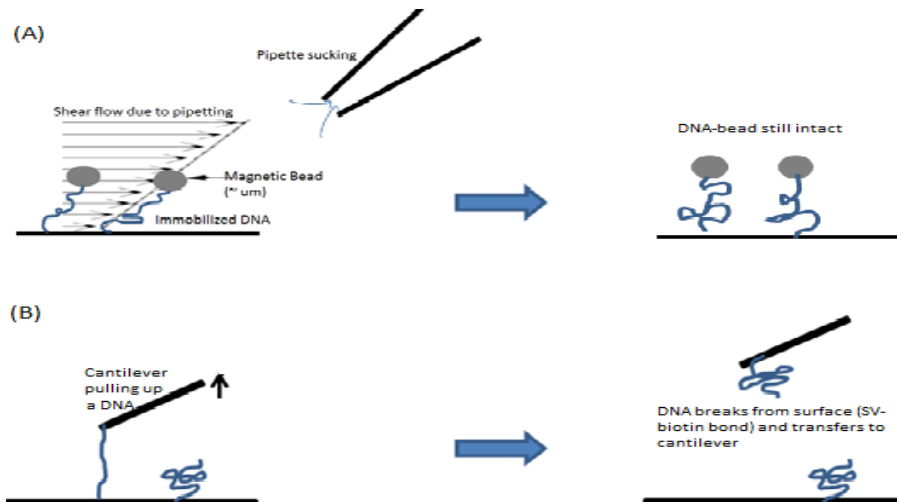 (A)
Pipette sucking
Shear flow due to pipetting
Magnetic Bead
(~ um)
Immobilized DNA
DNA-bead still intact
(B)
Cantilever
pulling up
a DNA
DNA breaks from surface (SV-
biotin bond) and transfers to
cantilever